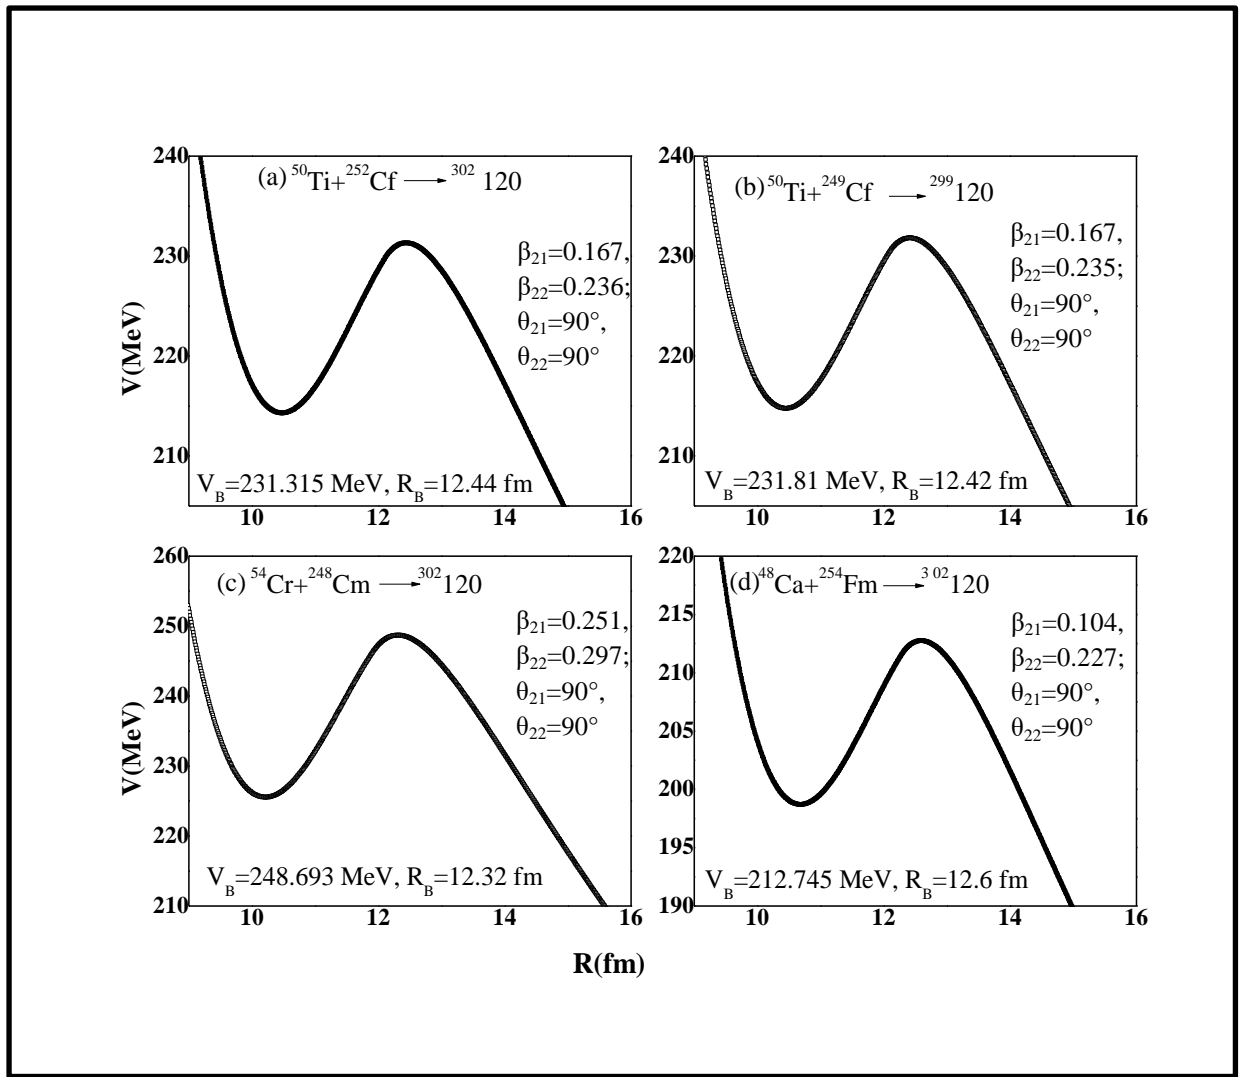 (a) ⁵⁰Ti+²⁵²Cf → ³⁰² 120
β₂₁=0.167,
β₂₂=0.236;
θ₂₁=90°,
θ₂₂=90°
V_B=231.315 MeV, R_B=12.44 fm
240
230
220
210
10 12 14 16
V(MeV)
(b) ⁵⁰Ti+²⁴⁹Cf → ²⁹⁹120
β₂₁=0.167,
β₂₂=0.235;
θ₂₁=90°,
θ₂₂=90°
V_B=231.81 MeV, R_B=12.42 fm
240
230
220
210
10 12 14 16
(c) ⁵⁴Cr+²⁴⁸Cm → ³⁰²120
β₂₁=0.251,
β₂₂=0.297;
θ₂₁=90°,
θ₂₂=90°
V_B=248.693 MeV, R_B=12.32 fm
260
250
240
230
220
210
10 12 14 16
V(MeV)
(d) ⁴⁸Ca+²⁵⁴Fm → ³ ⁰²120
β₂₁=0.104,
β₂₂=0.227;
θ₂₁=90°,
θ₂₂=90°
V_B=212.745 MeV, R_B=12.6 fm
220
215
210
205
200
195
190
10 12 14 16
R(fm)